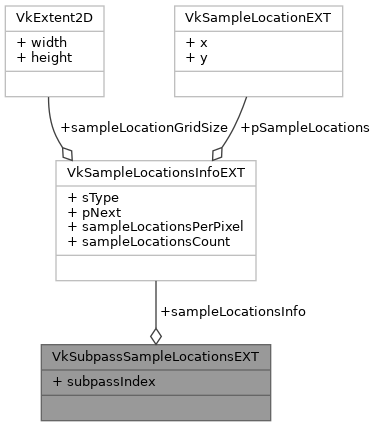 VkExtent2D
+ width
+ height
VkSampleLocationEXT
+ x
+ y
+sampleLocationGridSize
+pSampleLocations
VkSampleLocationsInfoEXT
+ sType
+ pNext
+ sampleLocationsPerPixel
+ sampleLocationsCount
+sampleLocationsInfo
VkSubpassSampleLocationsEXT
+ subpassIndex